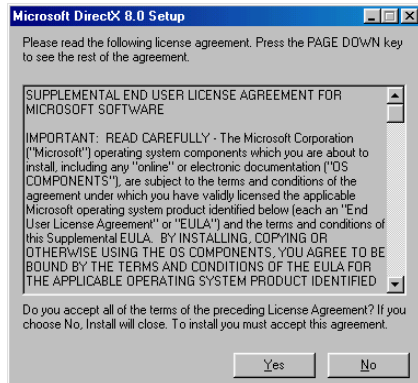 Microsoft DirectX 8.0 Setup
Please read the following license agreement. Press the PAGE DOWN key
to see the rest of the agreement.
SUPPLEMENTAL END USER LICENSE AGREEMENT FOR
MICROSOFT SOFTWARE
IMPORTANT:  READ CAREFULLY - The Microsoft Corporation
("Microsoft") operating system components which you are about to
install, including any "online" or electronic documentation ("OS
COMPONENTS"), are subject to the terms and conditions of the
agreement under which you have validly licensed the applicable
Microsoft operating system product identified below (each an "End
User License Agreement" or "EULA") and the terms and conditions of
this Supplemental EULA.  BY INSTALLING, COPYING OR
OTHERWISE USING THE OS COMPONENTS, YOU AGREE TO BE
BOUND BY THE TERMS AND CONDITIONS OF THE EULA FOR
THE APPLICABLE OPERATING SYSTEM PRODUCT IDENTIFIED
Do you accept all of the terms of the preceding License Agreement? If you
choose No, Install will close. To install you must accept this agreement.
Yes No